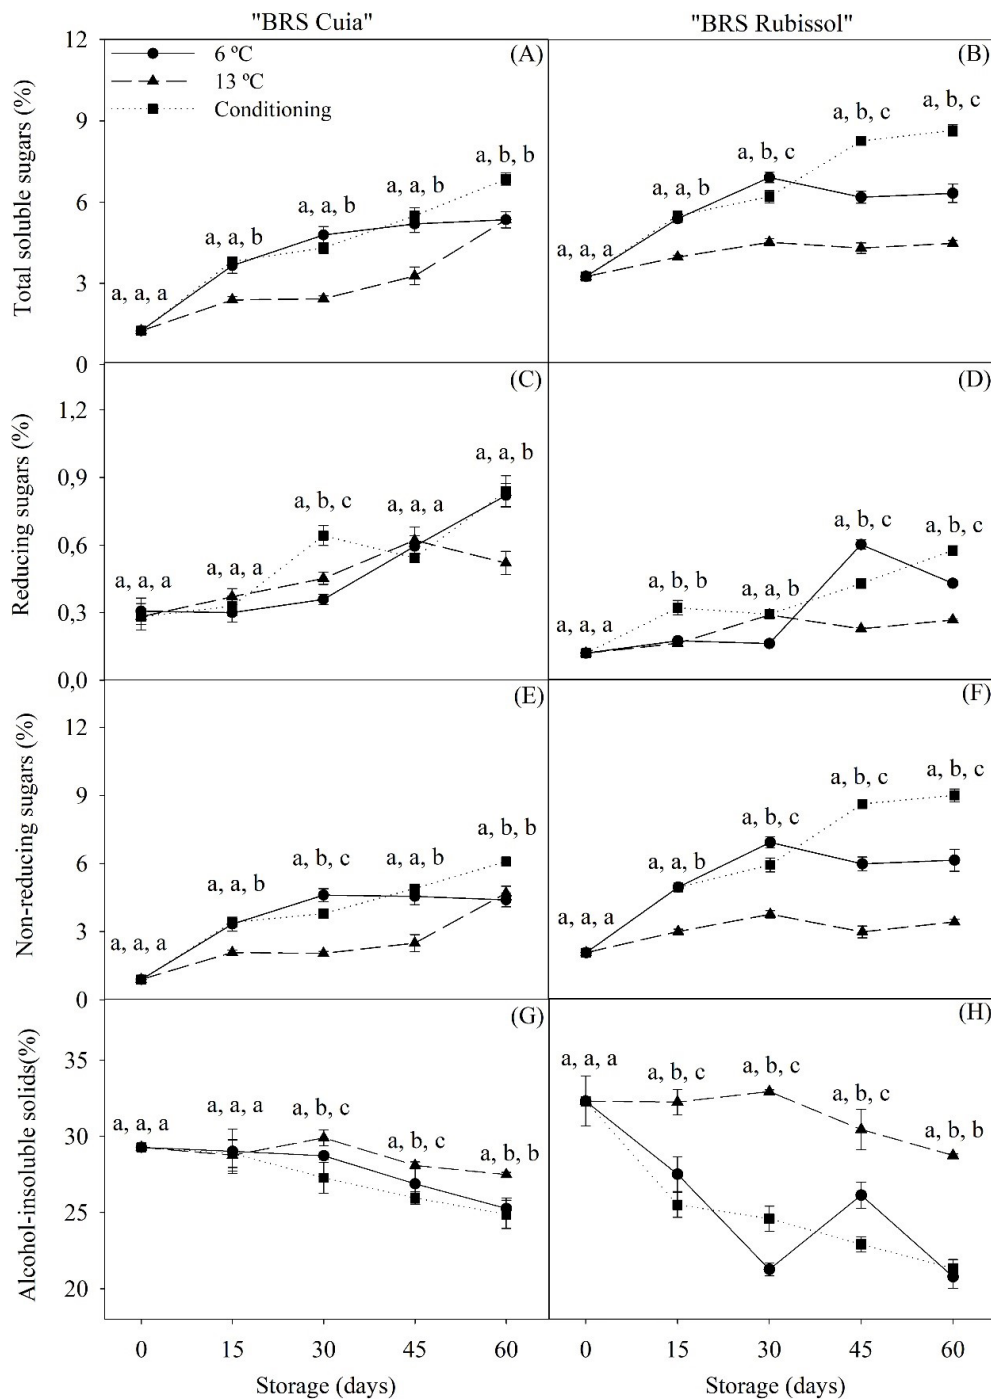 "BRS Cuia"
"BRS Rubissol"
12
9
6
3
0
Total soluble sugars (%)
6 ºC
13 ºC
Conditioning
(A)
a, a, a
a, a, b
a, a, b
a, a, b
a, b, b
(B)
a, a, a
a, a, b
a, b, c
a, b, c
a, b, c
1,2
0,9
0,6
0,3
0,0
Reducing sugars (%)
(C)
a, a, a
a, a, a
a, b, c
a, a, a
a, a, b
(D)
a, a, a
a, b, b
a, a, b
a, b, c
a, b, c
12
9
6
3
0
Non-reducing sugars (%)
(E)
a, a, a
a, a, b
a, b, c
a, a, b
a, b, b
(F)
a, a, a
a, a, b
a, b, c
a, b, c
a, b, c
35
30
25
20
Alcohol-insoluble solids(%)
(G)
a, a, a
a, a, a
a, b, c
a, b, c
a, b, b
(H)
a, a, a
a, b, c
a, b, c
a, b, c
a, b, b
0 15 30 45 60
0 15 30 45 60
Storage (days)
Storage (days)